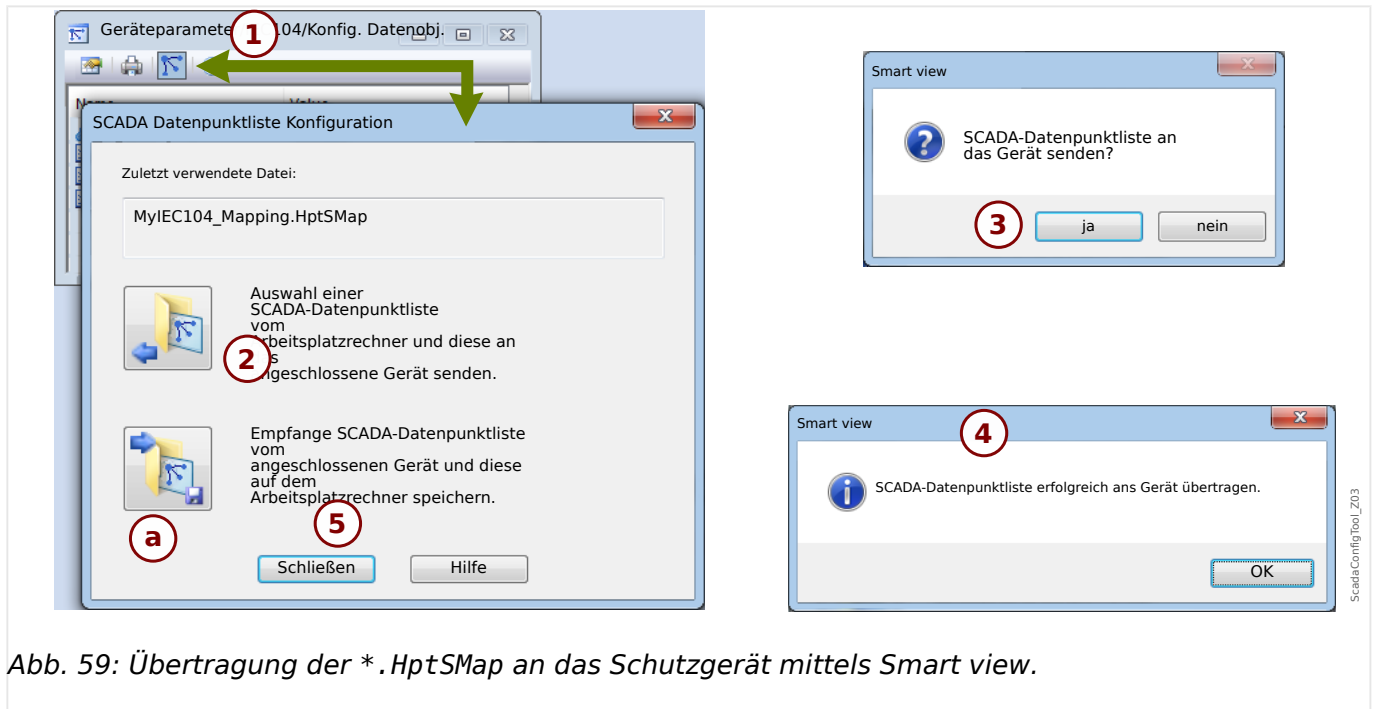 Geräteparamete
04/Konfig. Datenobj.
1
Name
Value
SCADA Datenpunktliste Konfiguration
Zuletzt verwendete Datei:
MyIEC104_Mapping.HptSMap
Auswahl einer
SCADA-Datenpunktliste
vom
rbeitsplatzrechner und diese an
s
ngeschlossene Gerät senden.
2
Empfange SCADA-Datenpunktliste
vom
angeschlossenen Gerät und diese
auf dem
Arbeitsplatzrechner speichern.
a
5
Schließen
Hilfe
Smart view
SCADA-Datenpunktliste an
das Gerät senden?
3
ja
nein
Smart view
4
SCADA-Datenpunktliste erfolgreich ans Gerät übertragen.
OK
ScadaConfigTool_Z03
Abb. 59: Übertragung der *.HptSMap an das Schutzgerät mittels Smart view.